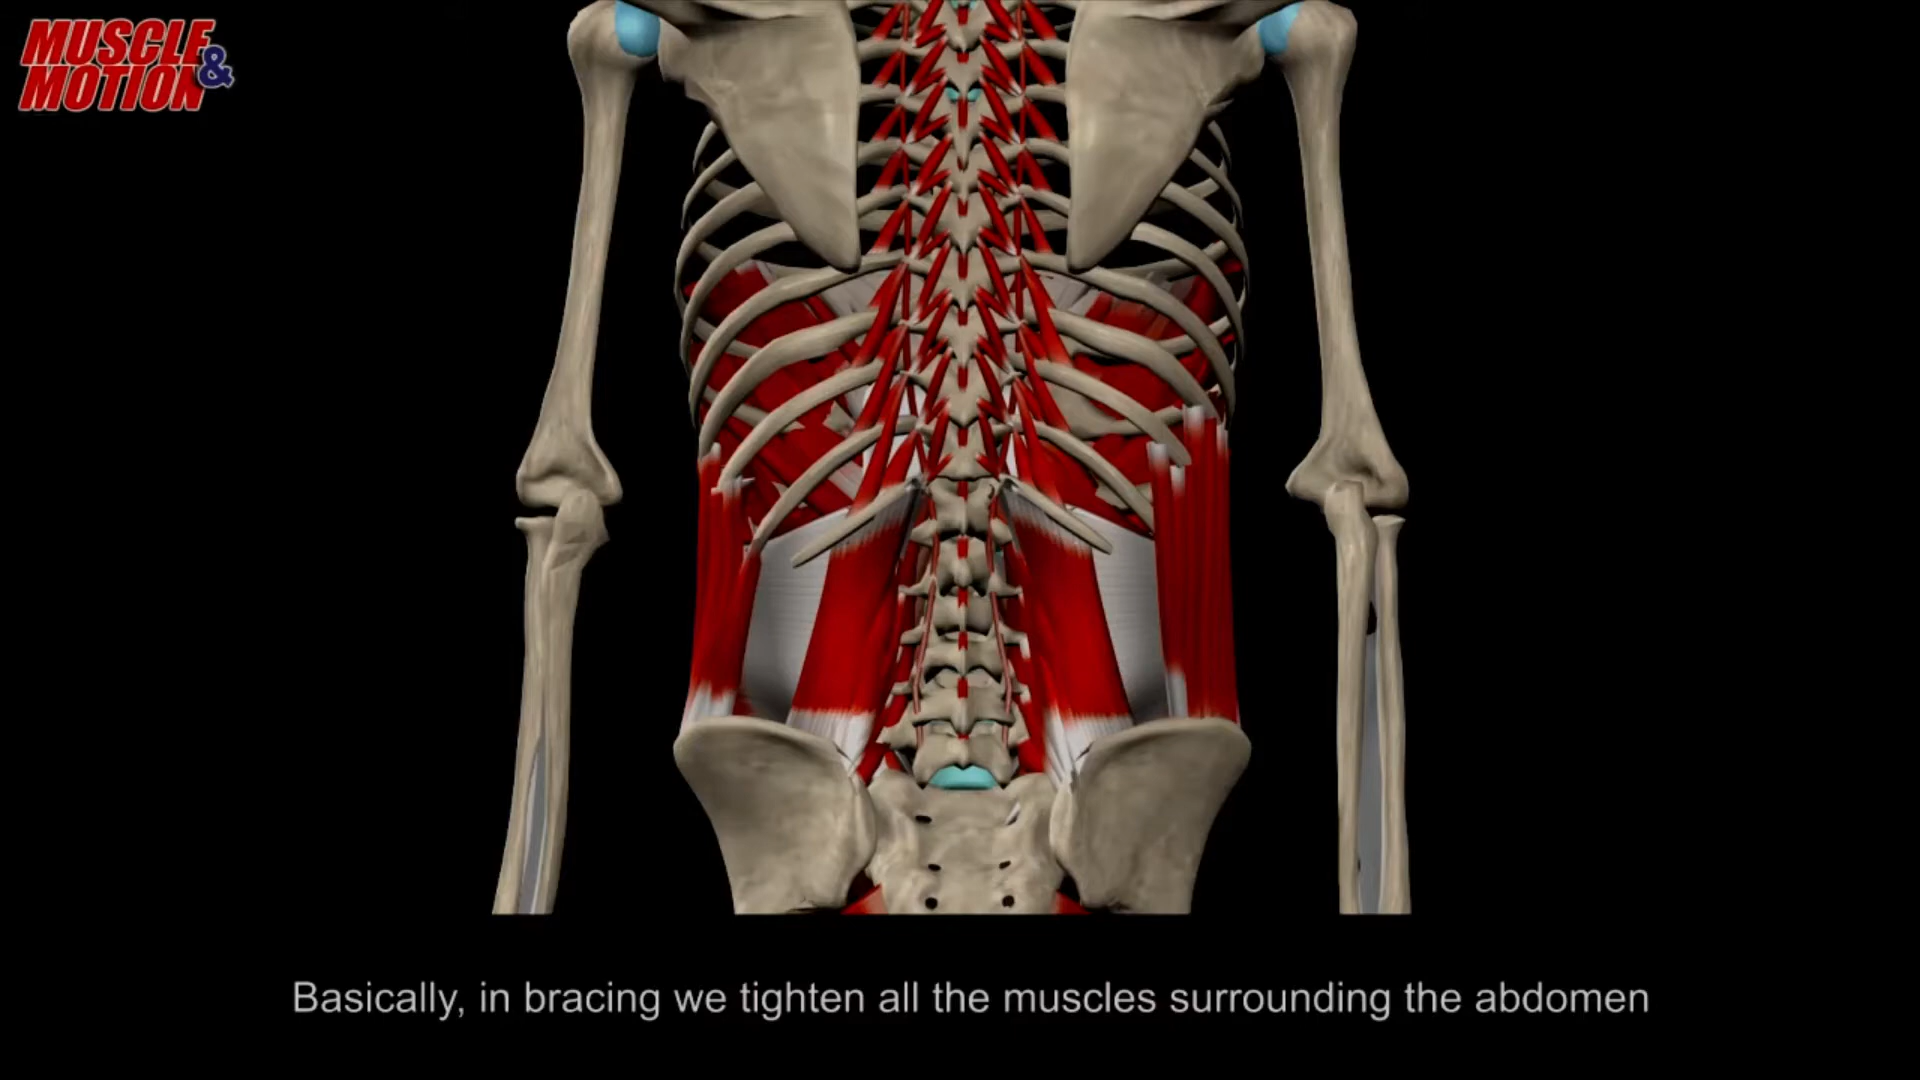 MUSCLE &
MOTION
Basically, in bracing we tighten all the muscles surrounding the abdomen